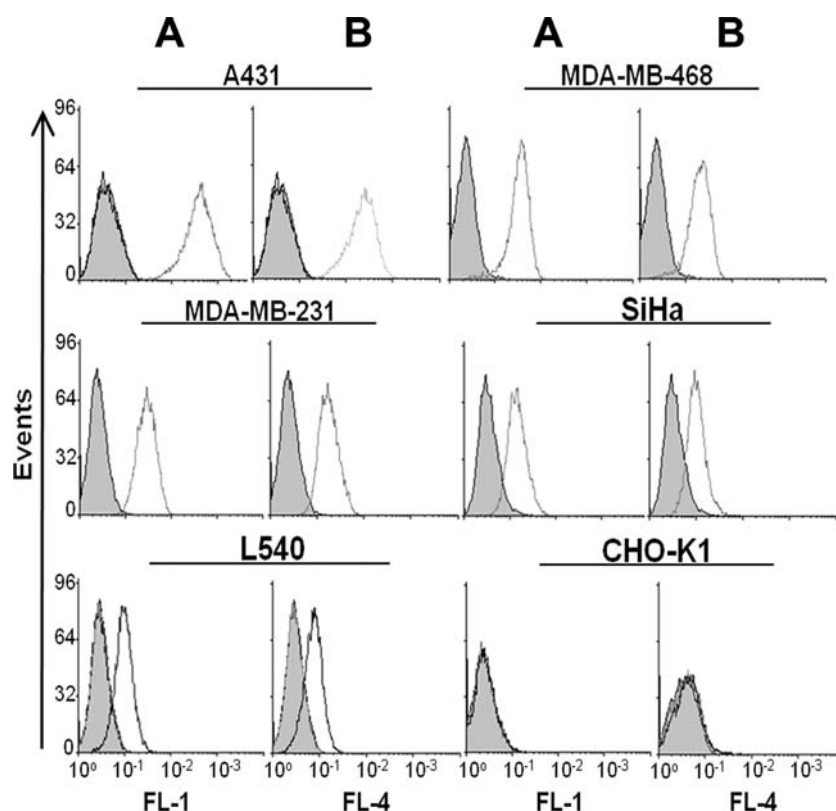 A B A B
A431 MDA-MB-468
96
64
32
0
MDA-MB-231 SiHa
96
64
32
0
L540 CHO-K1
96
64
32
0
Events
10⁰ 10⁻¹ 10⁻² 10⁻³ 10⁰ 10⁻¹ 10⁻² 10⁻³ 10⁰ 10⁻¹ 10⁻² 10⁻³ 10⁰ 10⁻¹ 10⁻² 10⁻³
FL-1 FL-4 FL-1 FL-4